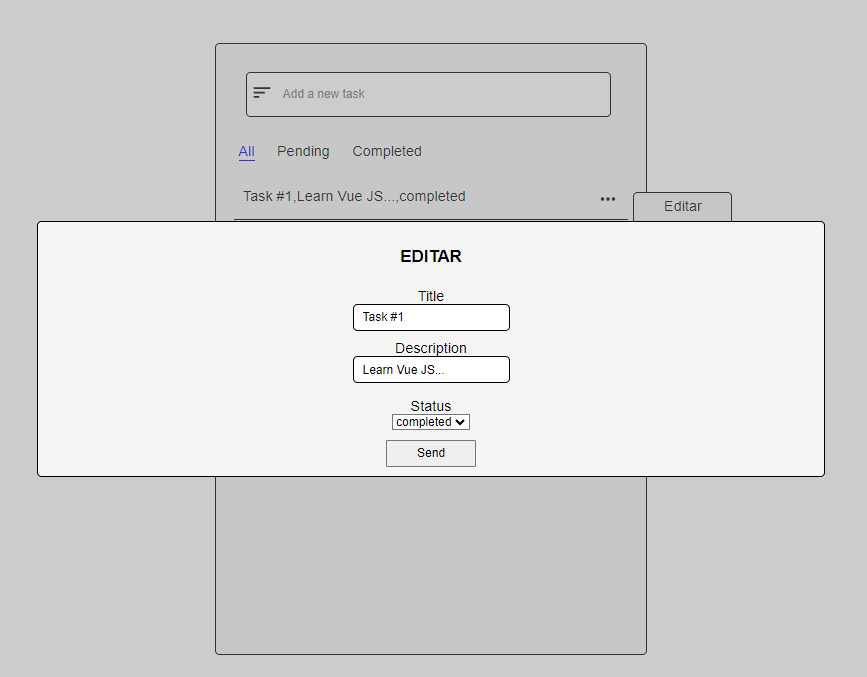 Add a new task
All Pending Completed
Task #1,Learn Vue JS...,completed
Editar
EDITAR
Title
Task #1
Description
Learn Vue JS...
Status
completed
Send